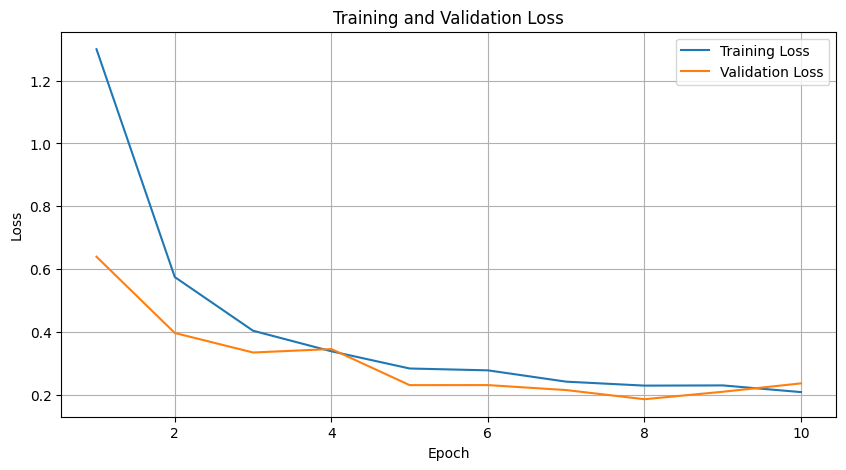 Training and Validation Loss
Training Loss
Validation Loss
Loss
1.2
1.0
0.8
0.6
0.4
0.2
2
4
6
8
10
Epoch